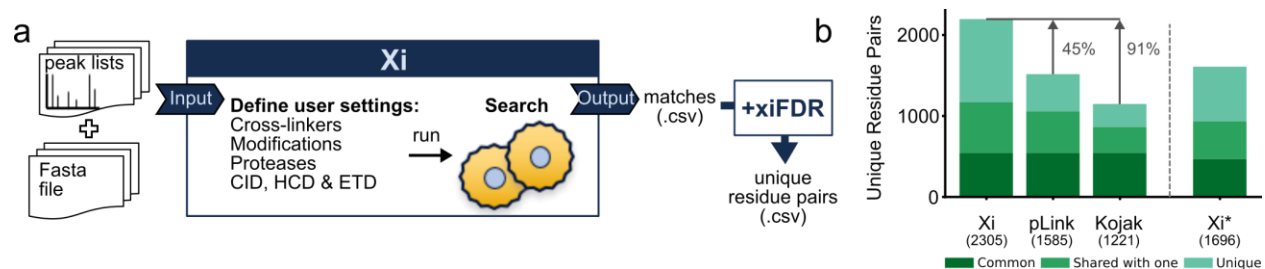 a
peak lists
Fasta
file
Xi
Input
Define user settings:
Cross-linkers
Modifications
Proteases
CID, HCD & ETD
run
Search
Output
matches
(.csv)
+xiFDR
unique
residue pairs
(.csv)
b
Unique Residue Pairs
2000
1000
0
45%
91%
Xi
(2305)
pLink
(1585)
Kojak
(1221)
Xi*
(1696)
Common
Shared with one
Unique